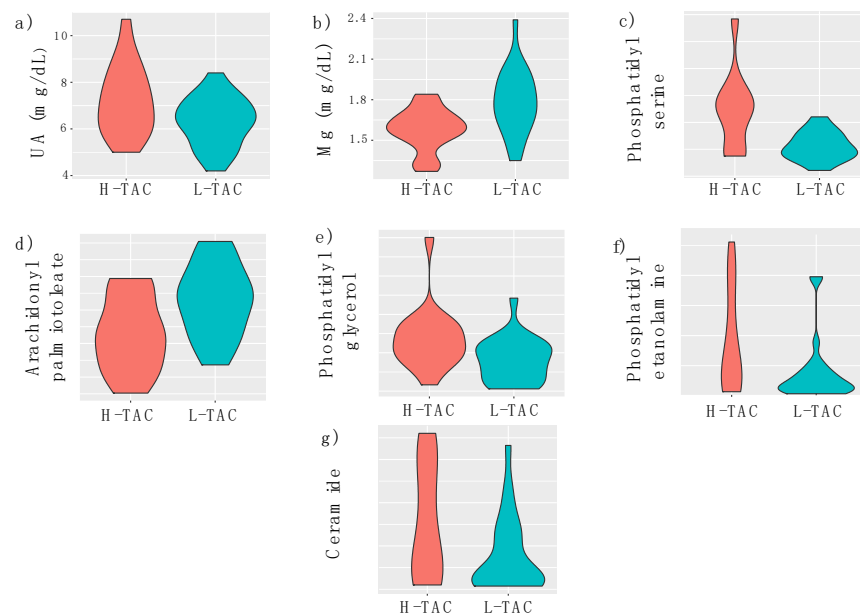 a)
UA (mg/dL)
10
8
6
4
H-TAC L-TAC
b)
Mg (mg/dL)
2.4
2.1
1.8
1.5
H-TAC L-TAC
c)
Phosphatidyl
serine
H-TAC L-TAC
d)
Arachidonyl
palmiotoleate
H-TAC L-TAC
e)
Phosphatidyl
glycerol
H-TAC L-TAC
f)
Phosphatidyl
etanolamine
H-TAC L-TAC
g)
Ceramide
H-TAC L-TAC